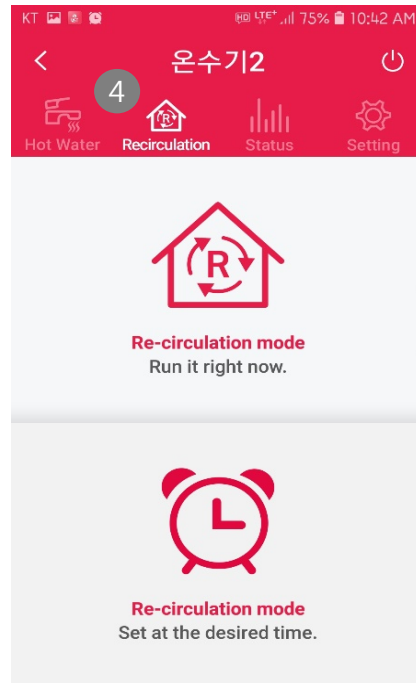 KT HD LTE+ 75% 10:42 AM
온수기2
4
Hot Water Recirculation Status Setting
R
R
Re-circulation mode
Run it right now.
Re-circulation mode
Set at the desired time.